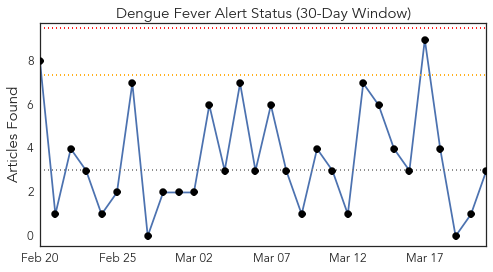 Dengue Fever Alert Status (30-Day Window)
Articles Found
8
6
4
2
0
Feb 20
Feb 25
Mar 02
Mar 07
Mar 12
Mar 17